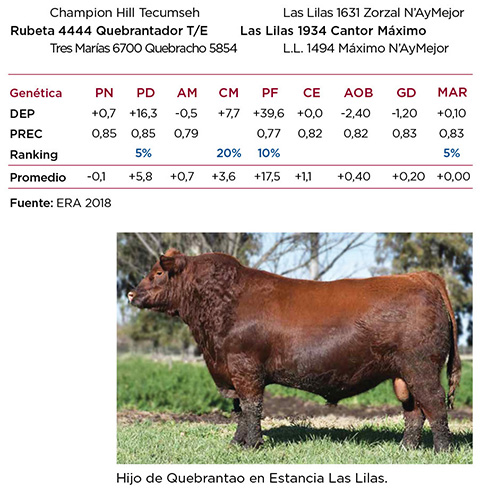 Champion Hill Tecumseh Las Lilas 1631 Zorzal N'AyMejor
Rubeta 4444 Quebrantador T/E Las Lilas 1934 Cantor Máximo
Tres Marías 6700 Quebracho 5854 L.L. 1494 Máximo N'AyMejor
Genética PN PD AM CM PF CE AOB GD MAR
DEP +0,7 +16,3 -0,5 +7,7 +39,6 +0,0 -2,40 -1,20 +0,10
PREC 0,85 0,85 0,79 0,77 0,82 0,82 0,83 0,83
Ranking 5% 20% 10% 5%
Promedio -0,1 +5,8 +0,7 +3,6 +17,5 +1,1 +0,40 +0,20 +0,00
Fuente: ERA 2018
Hijo de Quebrantao en Estancia Las Lilas.